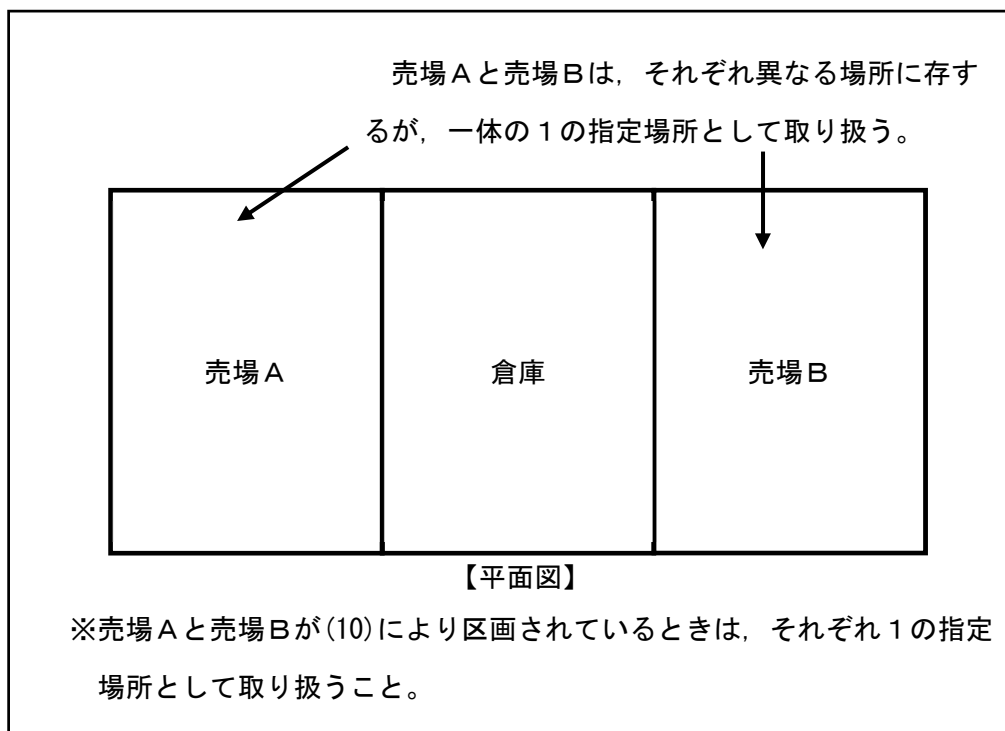 売場Ａと売場Ｂは，それぞれ異なる場所に存す
るが，一体の１の指定場所として取り扱う。
売場Ａ
倉庫
売場Ｂ
【平面図】
※売場Ａと売場Ｂが(10)により区画されているときは，それぞれ１の指定
場所として取り扱うこと。